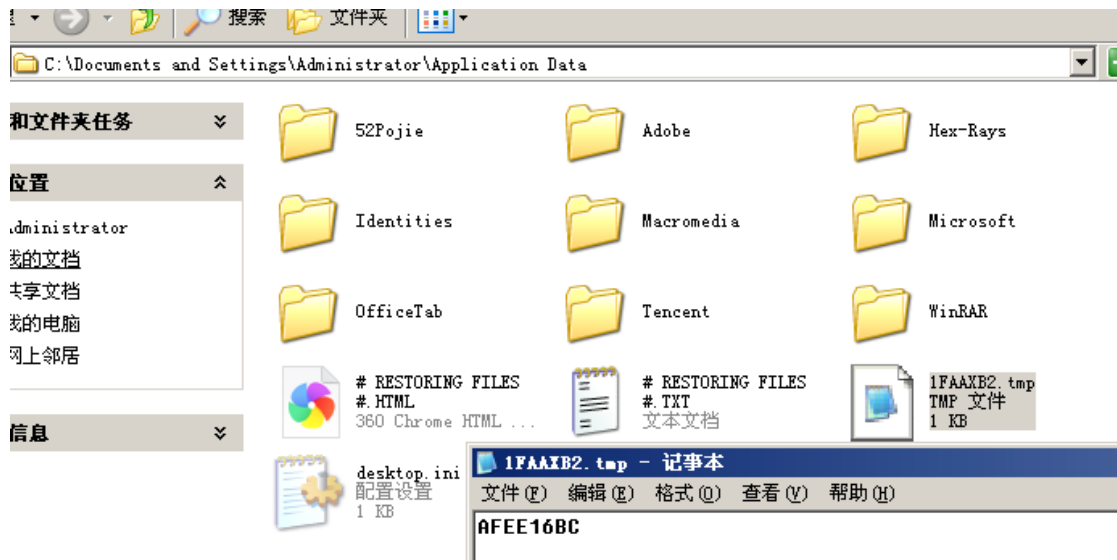 搜索
文件夹
C:\Documents and Settings\Administrator\Application Data
和文件夹任务
52Pojie
Adobe
Hex-Rays
位置
Identities
Macromedia
Microsoft
dministrator
我的文档
共享文档
我的电脑
网上邻居
OfficeTab
Tencent
WinRAR
# RESTORING FILES
#.HTML
360 Chrome HTML ...
# RESTORING FILES
#.TXT
文本文档
1FAAXB2.tmp
TMP 文件
1 KB
信息
desktop.ini
配置设置
1 KB
1FAAXB2.tmp - 记事本
文件(F) 编辑(E) 格式(O) 查看(V) 帮助(H)
AFEE16BC